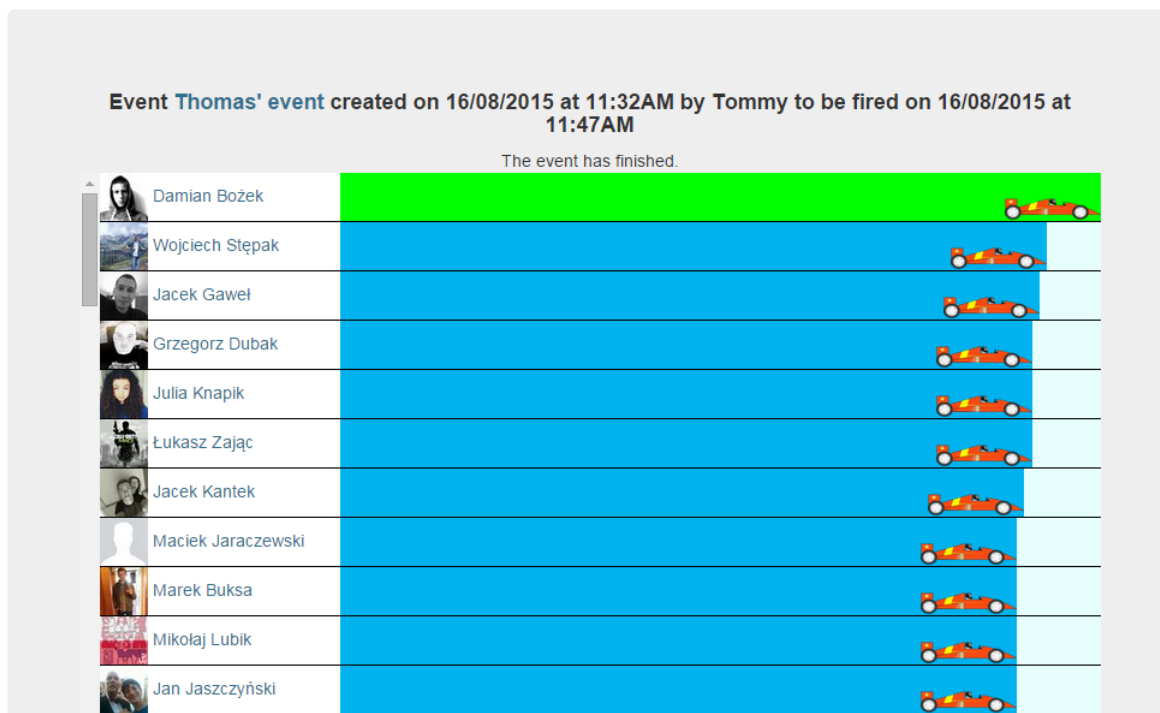 Event Thomas' event created on 16/08/2015 at 11:32AM by Tommy to be fired on 16/08/2015 at
11:47AM
The event has finished.
Damian Bożek
Wojciech Stępak
Jacek Gaweł
Grzegorz Dubak
Julia Knapik
Łukasz Zając
Jacek Kantek
Maciek Jaraczewski
Marek Buksa
Mikołaj Lubik
Jan Jaszczyński